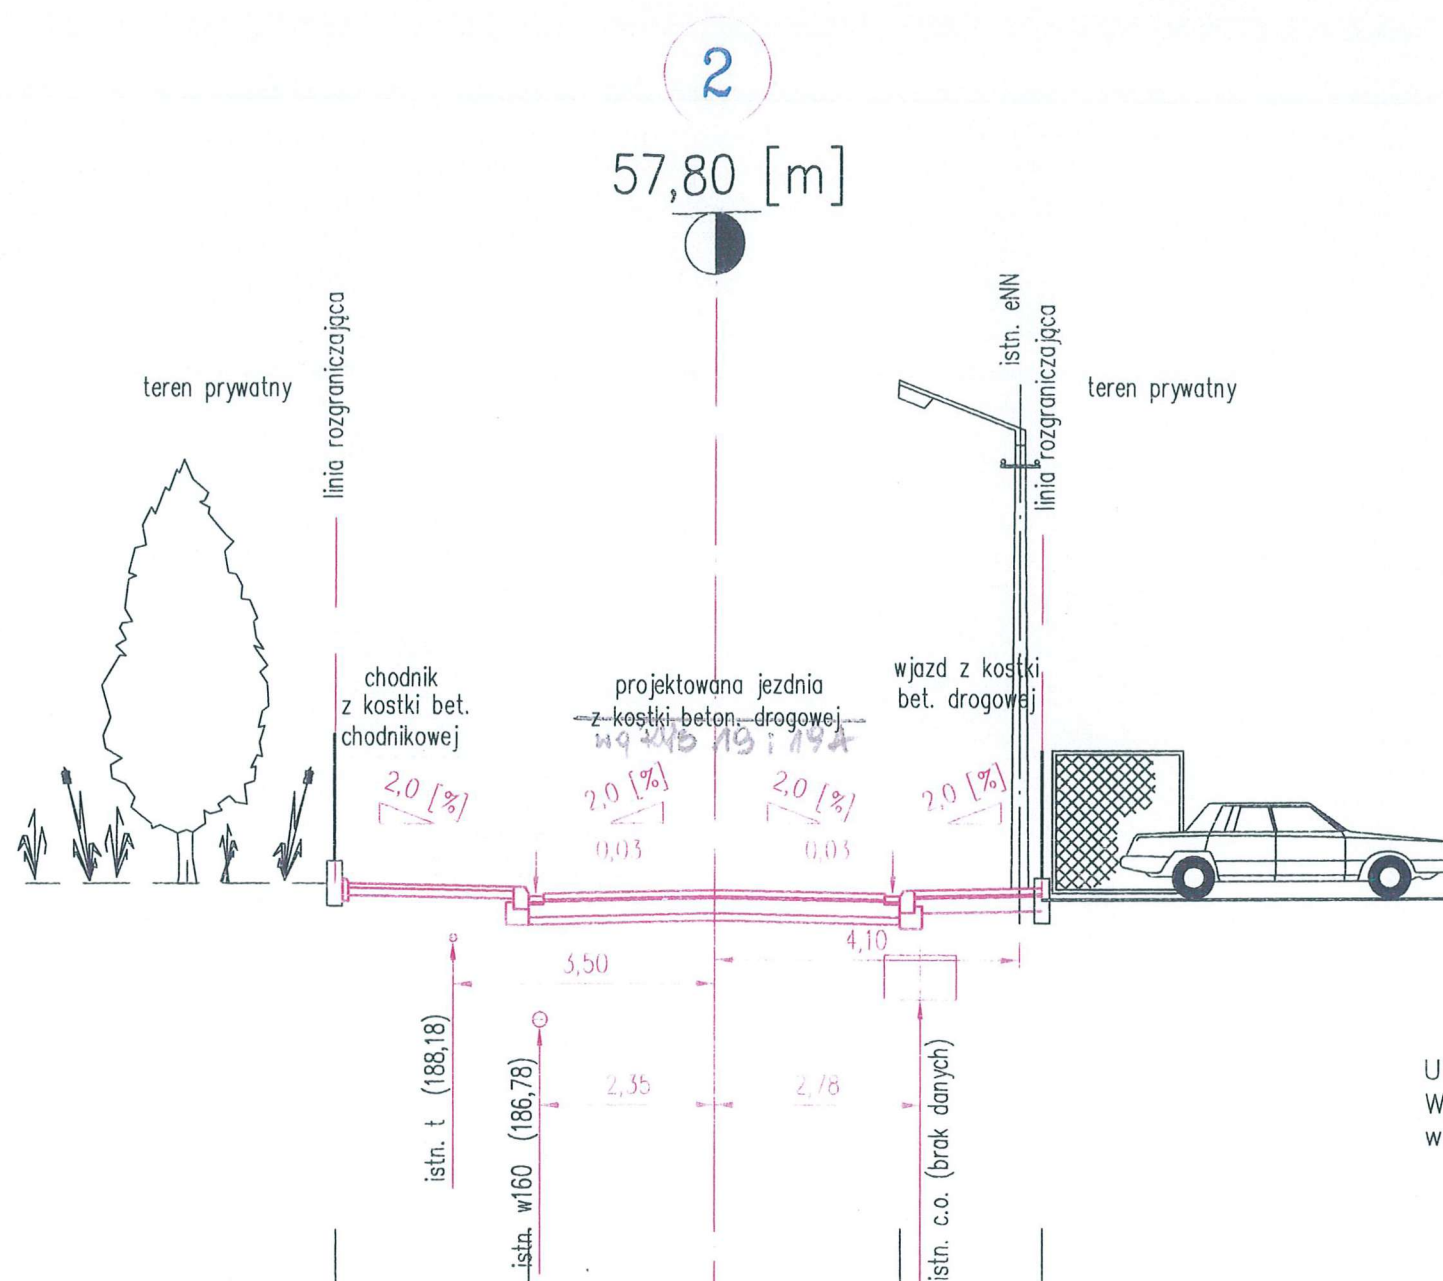 2
57,80 [m]
linia rozgraniczająca
istn. eNN
linia rozgraniczająca
teren prywatny
teren prywatny
chodnik
z kostki bet.
chodnikowej
projektowana jezdnia
z kostki beton. drogowej
19 i 19A
wjazd z kostki
bet. drogowej
2,0 [%]
2,0 [%]
2,0 [%]
2,0 [%]
0,03
0,03
4,10
3,50
istn. t (188,18)
istn. w160 (186,78)
2,35
2,78
istn. c.o. (brak danych)
U
W
w